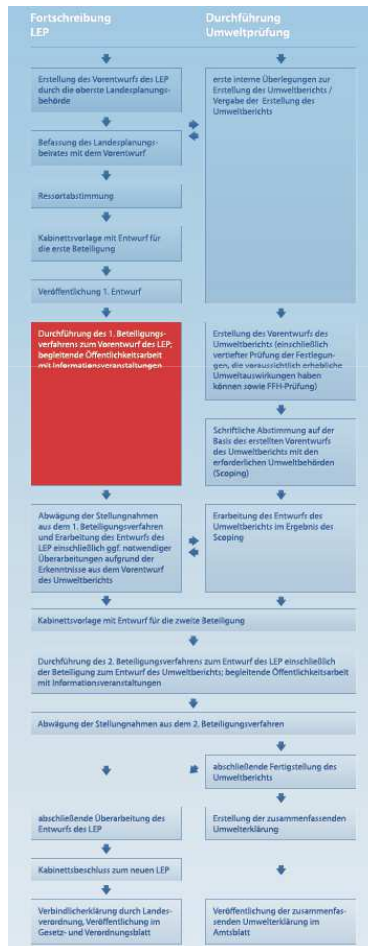 Fortschreibung
LEP
Durchführung
Umweltprüfung
Erstellung des Vorentwurfs des LEP
durch die oberste Landesplanungs-
behörde
erste interne Überlegungen zur
Erstellung des Umweltberichts /
Vergabe der Erstellung des
Umweltberichts
Befassung des Landesplanungs-
beirates mit dem Vorentwurf
Ressortabstimmung
Kabinettsvorlage mit Entwurf für
die erste Beteiligung
Veröffentlichung 1. Entwurf
Durchführung des 1. Beteiligungs-
verfahrens zum Vorentwurf des LEP;
begleitende Öffentlichkeitsarbeit
mit Informationsveranstaltungen
Erstellung des Vorentwurfs des
Umweltberichts (einschließlich
vertiefter Prüfung der Festlegun-
gen, die voraussichtlich erhebliche
Umweltauswirkungen haben
können sowie FFH-Prüfung)
Schriftliche Abstimmung auf der
Basis des erstellten Vorentwurfs
des Umweltberichts mit den
erforderlichen Umweltbehörden
(Scoping)
Abwägung der Stellungnahmen
aus dem 1. Beteiligungsverfahren
und Erarbeitung des Entwurfs des
LEP einschließlich ggf. notwendiger
Überarbeitungen aufgrund der
Erkenntnisse aus dem Vorentwurf
des Umweltberichts
Erarbeitung des Entwurfs des
Umweltberichts im Ergebnis des
Scoping
Kabinettsvorlage mit Entwurf für die zweite Beteiligung
Durchführung des 2. Beteiligungsverfahrens zum Entwurf des LEP einschließlich
der Beteiligung zum Entwurf des Umweltberichts; begleitende Öffentlichkeitsarbeit
mit Informationsveranstaltungen
Abwägung der Stellungnahmen aus dem 2. Beteiligungsverfahren
abschließende Fertigstellung des
Umweltberichts
abschließende Überarbeitung des
Entwurfs des LEP
Erstellung der zusammenfassenden
Umwelterklärung
Kabinettsbeschluss zum neuen LEP
Verbindlicherklärung durch Landes-
verordnung, Veröffentlichung im
Gesetz- und Verordnungsblatt
Veröffentlichung der zusammenfas-
senden Umwelterklärung im
Amtsblatt